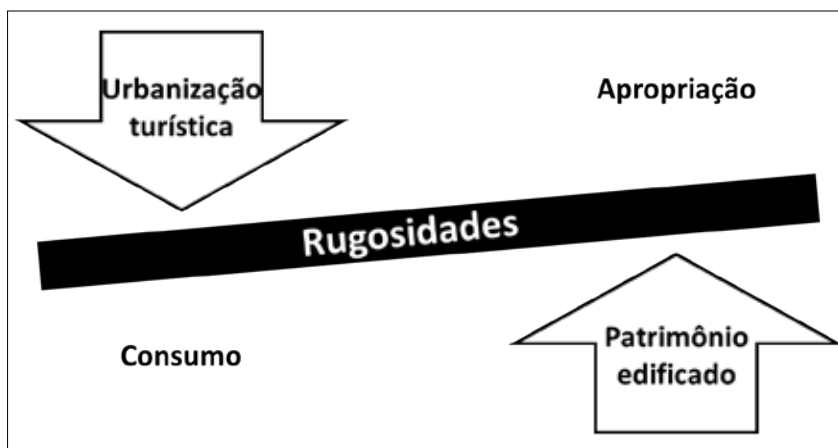 Urbanização
turística
Apropriação
Rugosidades
Consumo
Patrimônio
edificado